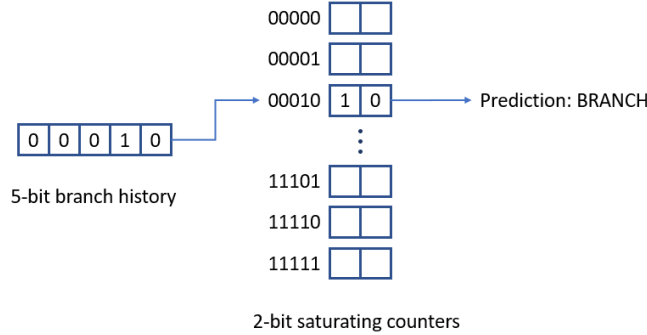 00000
00001
00010 1 0 Prediction: BRANCH
0 0 0 1 0
11101
5-bit branch history
11110
11111
2-bit saturating counters